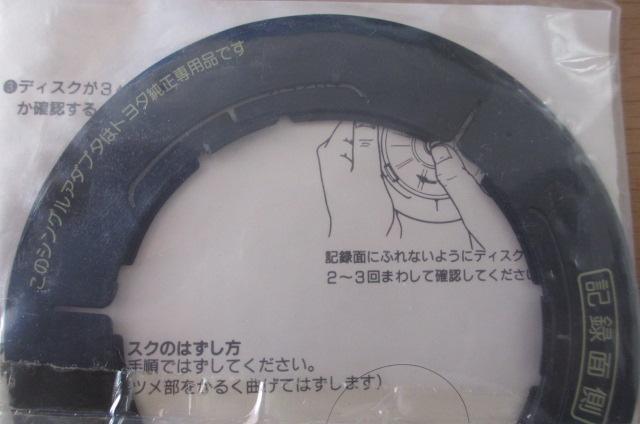 このシングルアダプタはトヨタ純正専用品です
❸ディスクが3
か確認する
記録面にふれないようにディスク
2～3回まわして確認してくださ
記録面側
スクのはずし方
手順ではずしてください。
ツメ部をかるく曲げてはずします)